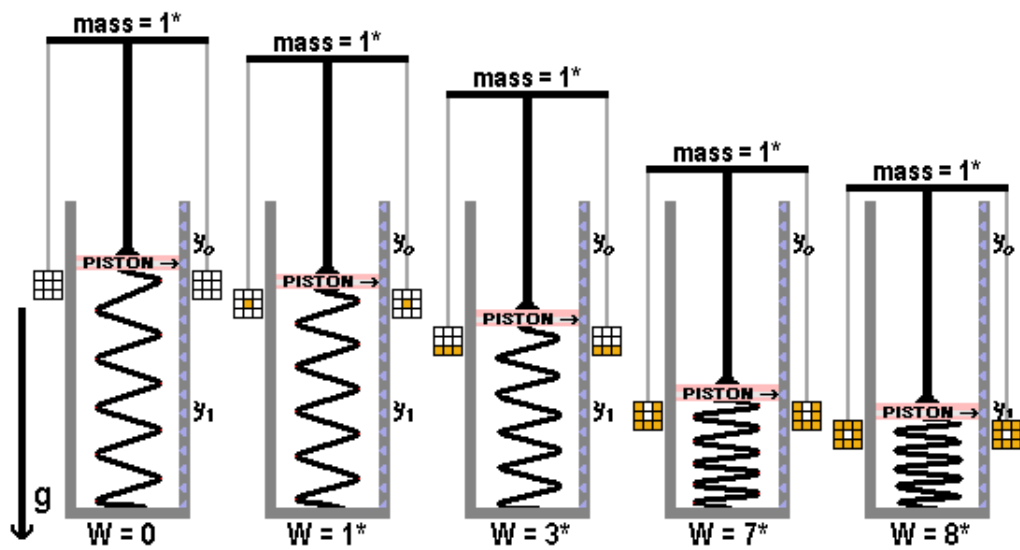 mass = 1*
mass = 1*
mass = 1*
mass = 1*
mass = 1*
y₀
y₀
y₀
y₀
y₀
PISTON →
PISTON →
PISTON →
PISTON →
PISTON →
y₁
y₁
y₁
y₁
y₁
g
W = 0
W = 1*
W = 3*
W = 7*
W = 8*